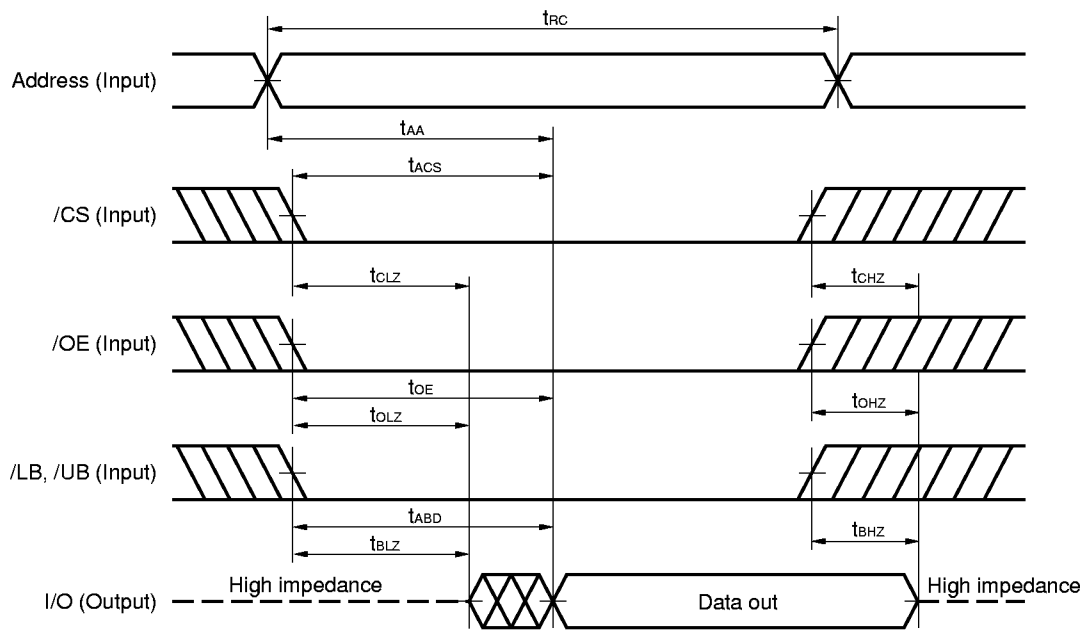 tRC
Address (Input)
tAA
tACS
/CS (Input)
tCLZ
tCHZ
/OE (Input)
tOE
tOLZ
tOHZ
/LB, /UB (Input)
tABD
tBLZ
tBHZ
High impedance
High impedance
I/O (Output)
Data out